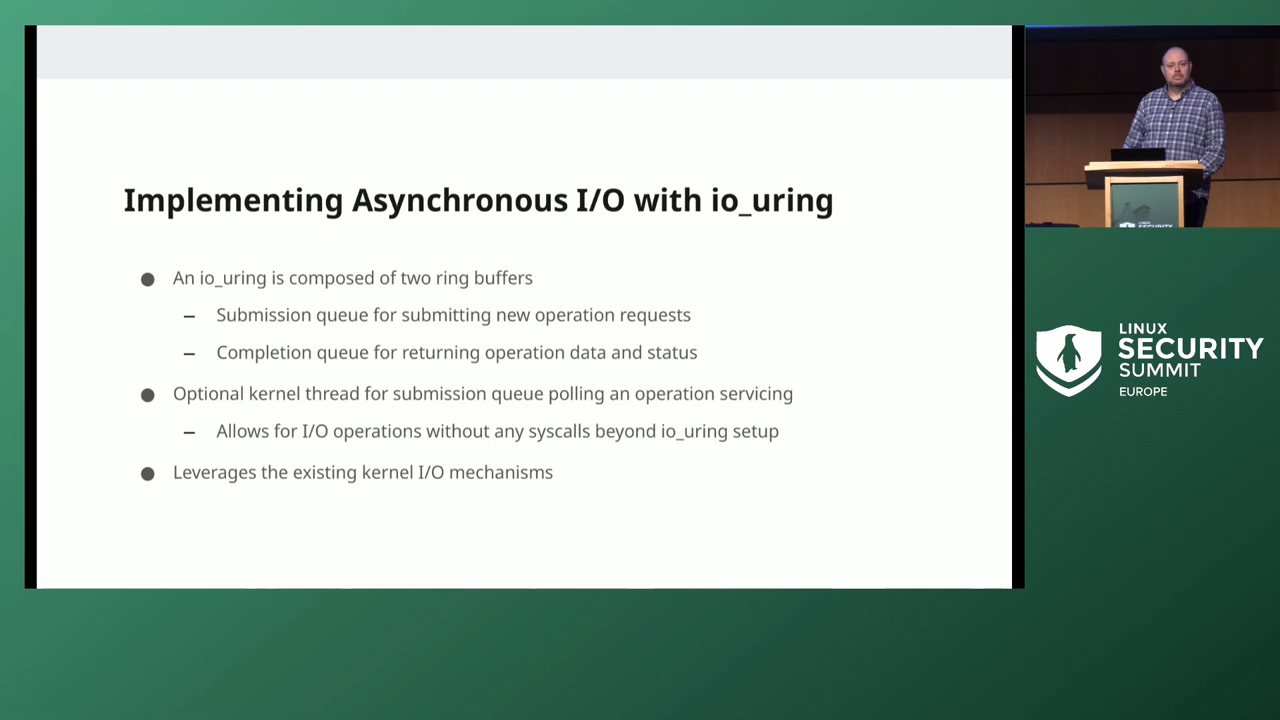 Implementing Asynchronous I/O with io_uring
● An io_uring is composed of two ring buffers
– Submission queue for submitting new operation requests
– Completion queue for returning operation data and status
● Optional kernel thread for submission queue polling an operation servicing
– Allows for I/O operations without any syscalls beyond io_uring setup
● Leverages the existing kernel I/O mechanisms
LINUX
SECURITY
LINUX
SECURITY
SUMMIT
EUROPE